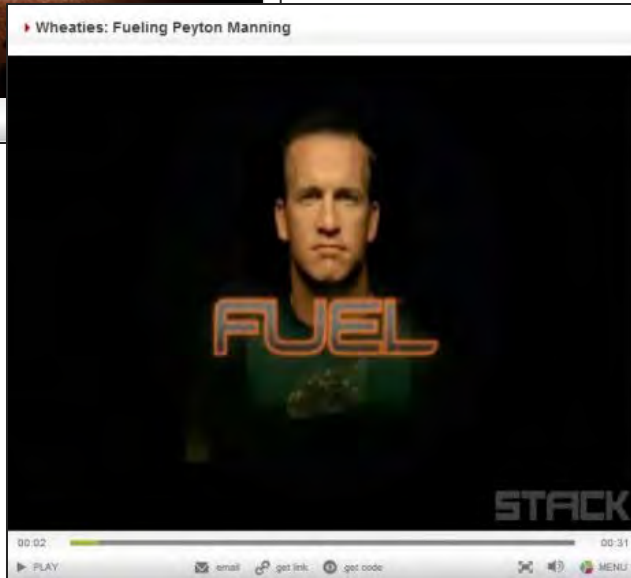 Wheaties: Fueling Peyton Manning
FUEL
STACK
00:02
00:31
PLAY
email
get link
get code
MENU